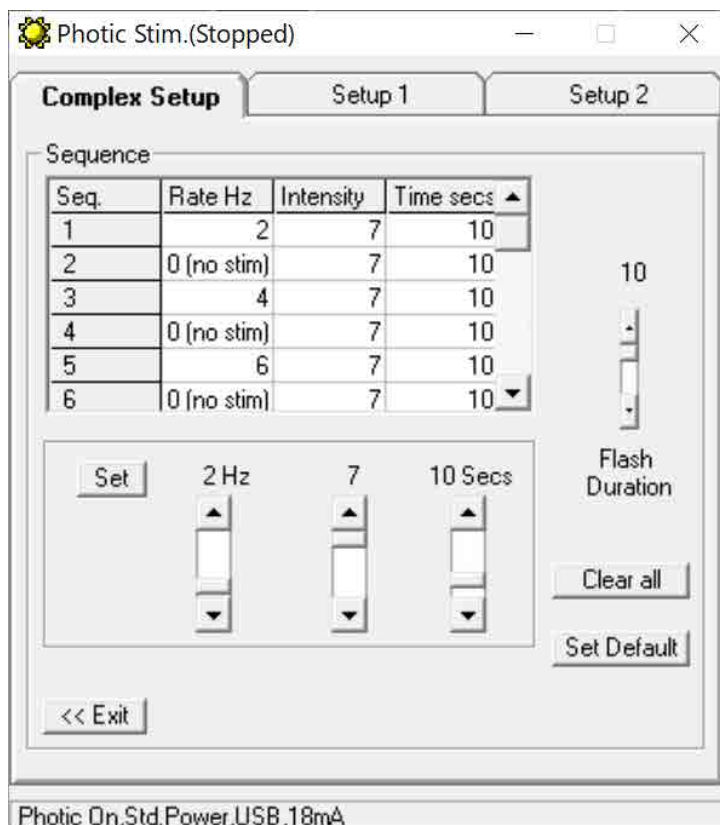 Photic Stim.(Stopped)
Complex Setup Setup 1 Setup 2
Sequence
Seq. Rate Hz Intensity Time secs
1 2 7 10
2 0 (no stim) 7 10
3 4 7 10
4 0 (no stim) 7 10
5 6 7 10
6 0 (no stim) 7 10
10
Flash
Duration
Set 2 Hz 7 10 Secs
Clear all
Set Default
<< Exit
Photic On,Std.Power,USB,18mA